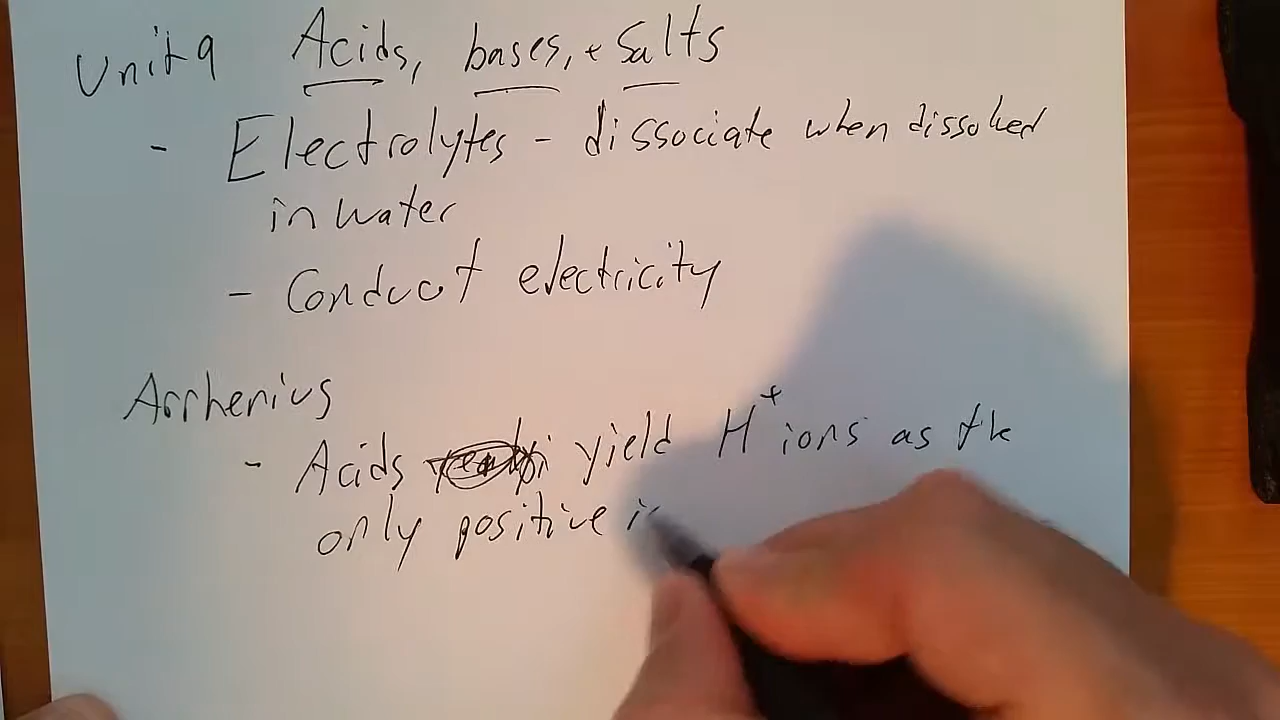 Unit 9 Acids, bases, + Salts
- Electrolytes - dissociate when dissolved
in water
- Conduct electricity
Arrhenius
- Acids yield H+ ions as the
only positive i